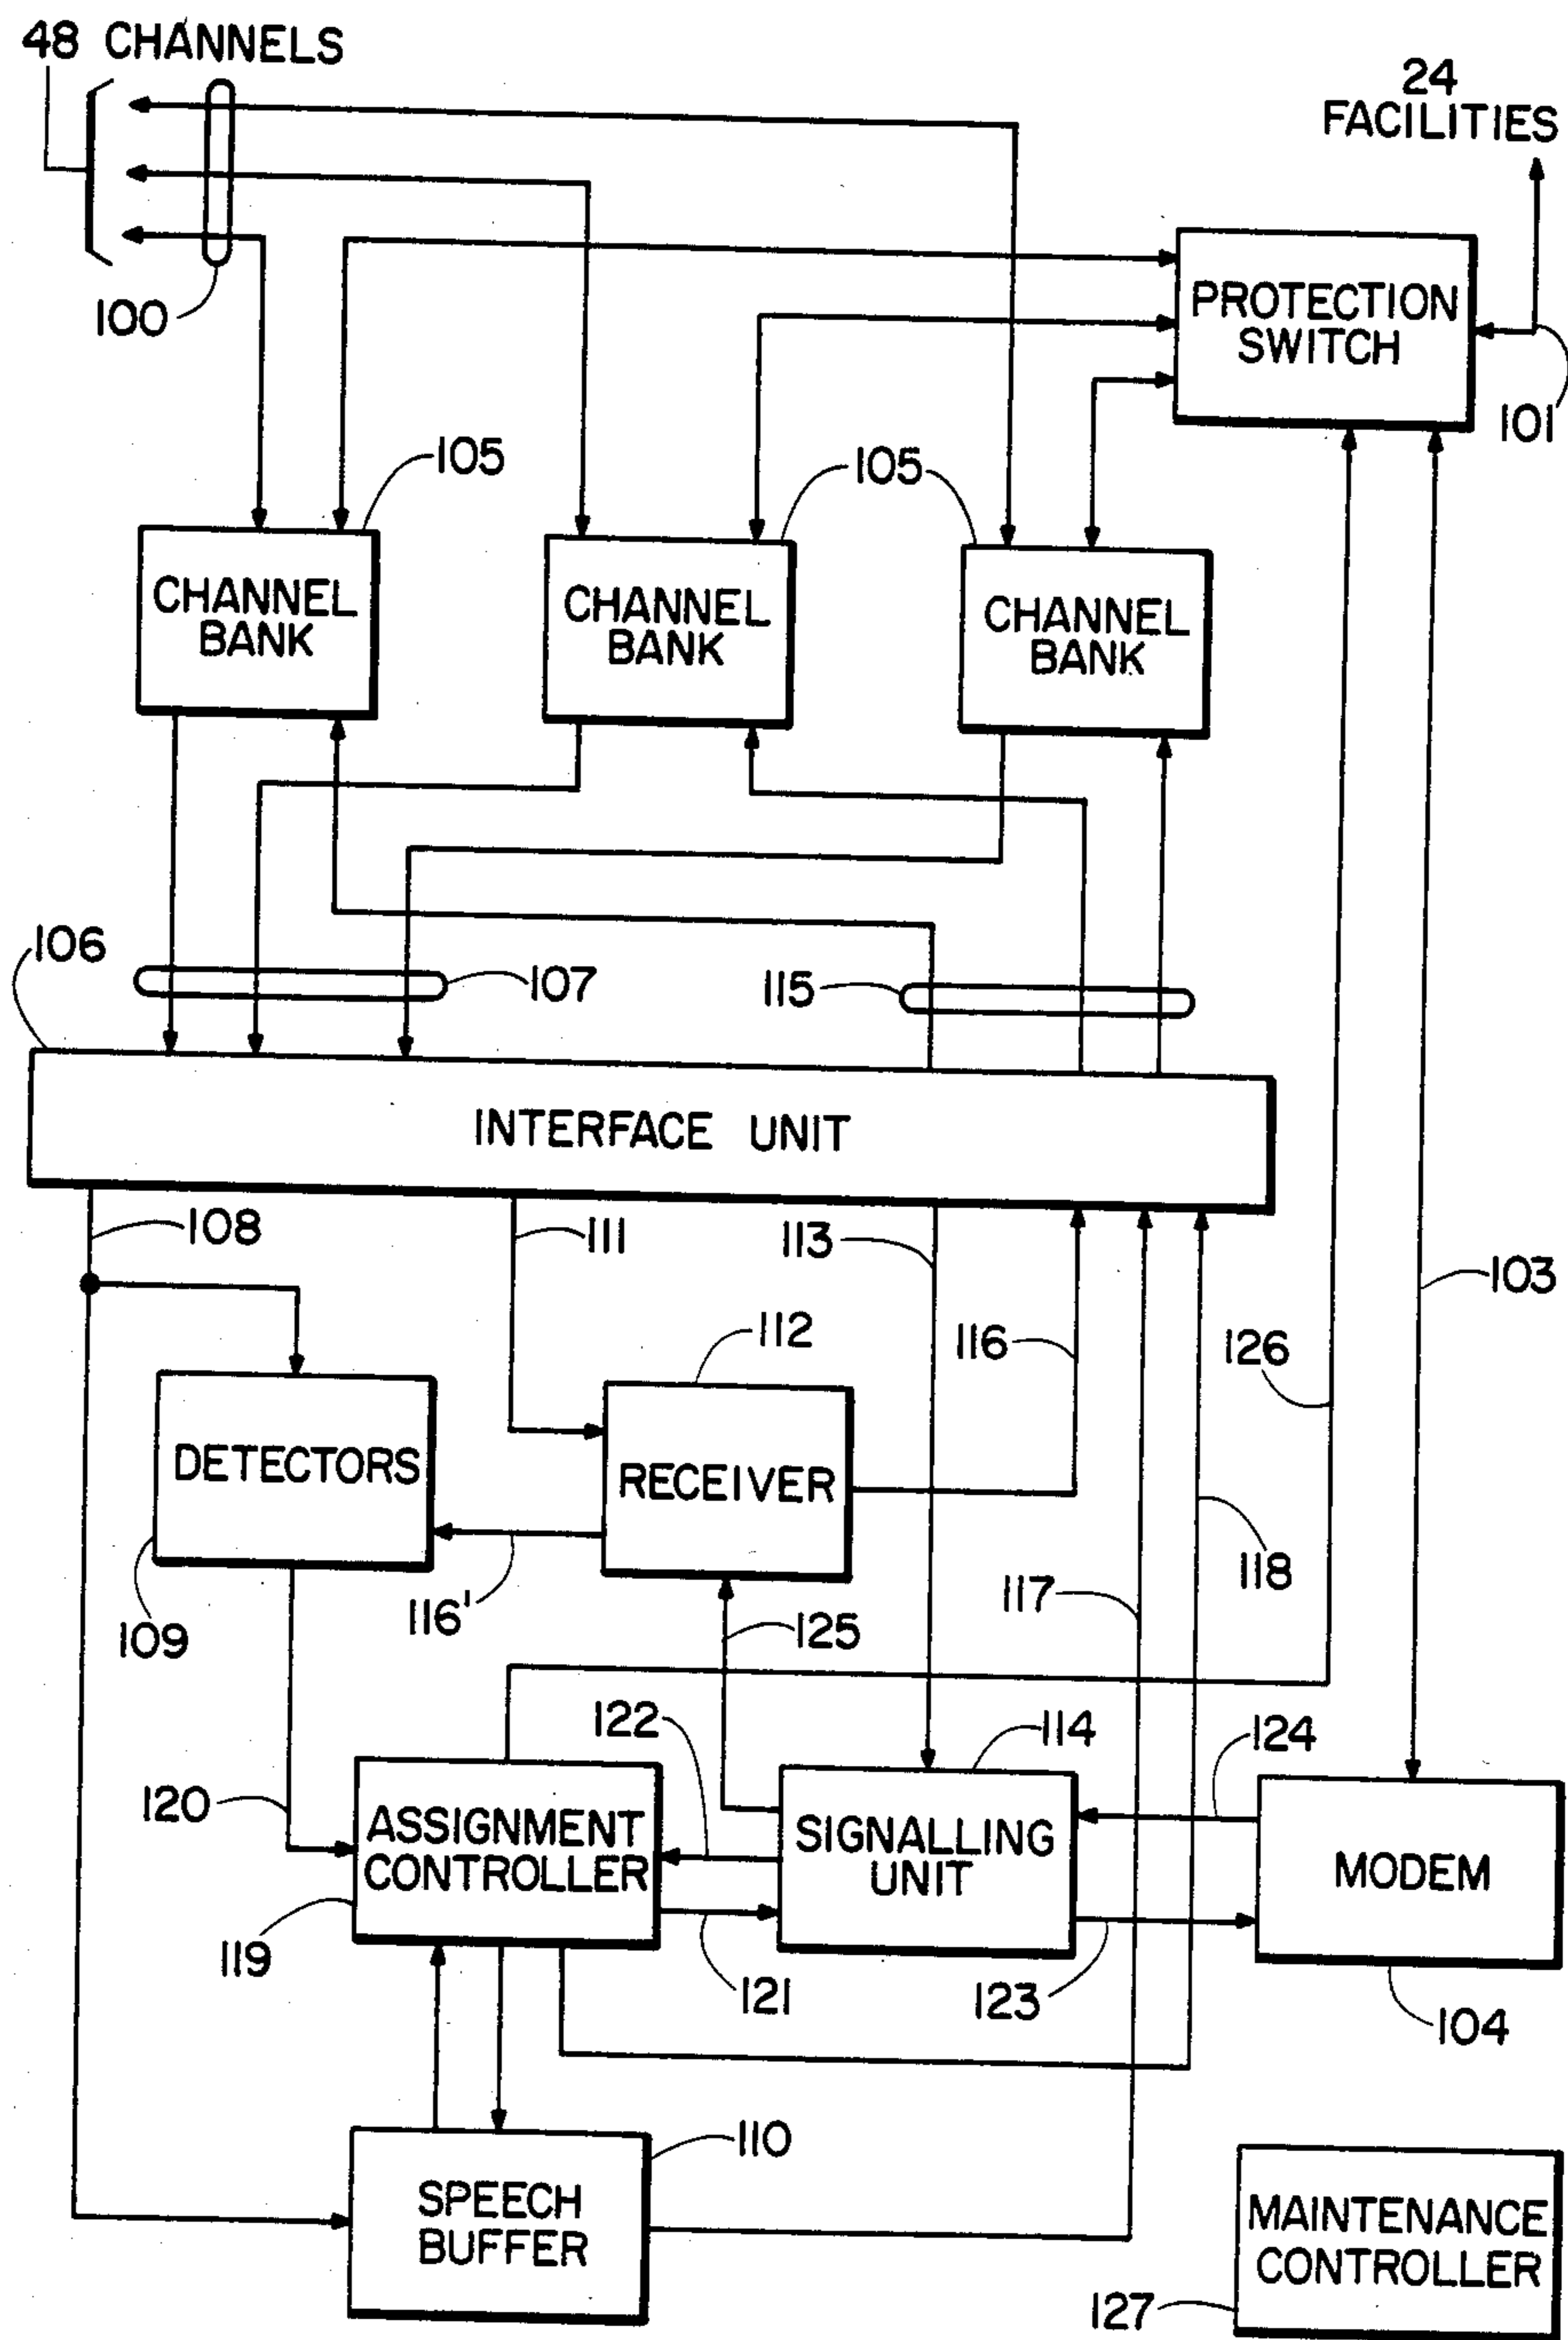 48 CHANNELS
24
FACILITIES
100
PROTECTION
SWITCH
101
105
105
CHANNEL
BANK
CHANNEL
BANK
CHANNEL
BANK
106
107
115
INTERFACE UNIT
108
111
113
103
112
116
126
DETECTORS
RECEIVER
118
117
116'
109
125
122
114
124
120
ASSIGNMENT
CONTROLLER
SIGNALLING
UNIT
MODEM
119
121
123
104
110
SPEECH
BUFFER
MAINTENANCE
CONTROLLER
127